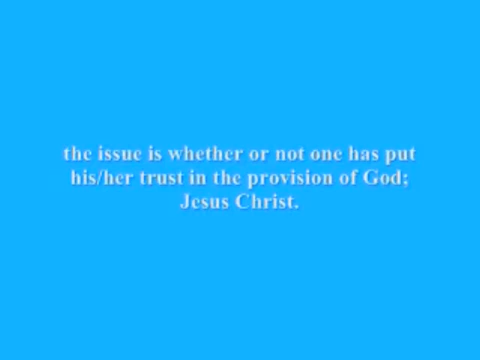 the issue is whether or not one has put
his/her trust in the provision of God;
Jesus Christ.